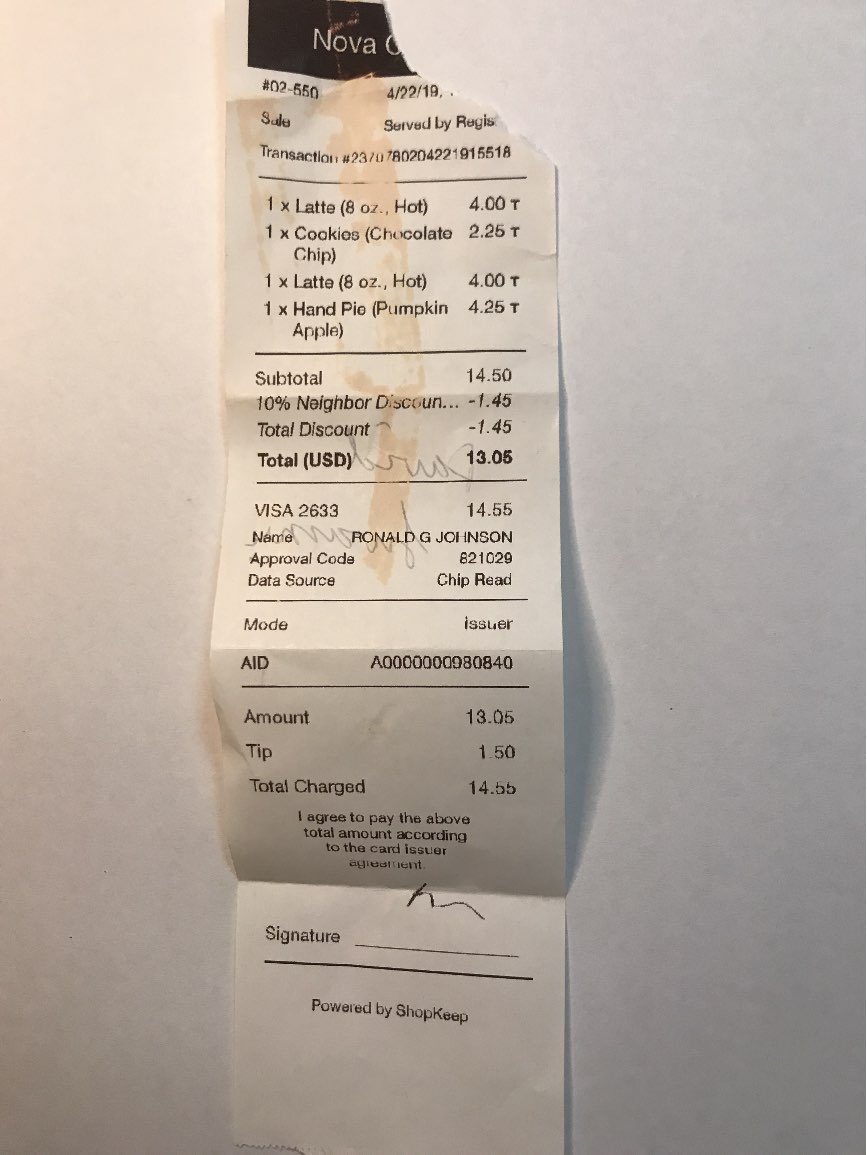 Nova
#02-550 4/22/19,
Sale Served by Regis
Transaction #2370780204221915518
1 x Latte (8 oz., Hot) 4.00 T
1 x Cookies (Chocolate 2.25 T
Chip)
1 x Latte (8 oz., Hot) 4.00 T
1 x Hand Pie (Pumpkin 4.25 T
Apple)
Subtotal 14.50
10% Neighbor Discoun... -1.45
Total Discount -1.45
Total (USD) 13.05
VISA 2633 14.55
Name RONALD G JOHNSON
Approval Code 821029
Data Source Chip Read
Mode Issuer
AID A0000000980840
Amount 13.05
Tip 1.50
Total Charged 14.55
I agree to pay the above
total amount according
to the card issuer
agreement.
Signature
Powered by ShopKeep